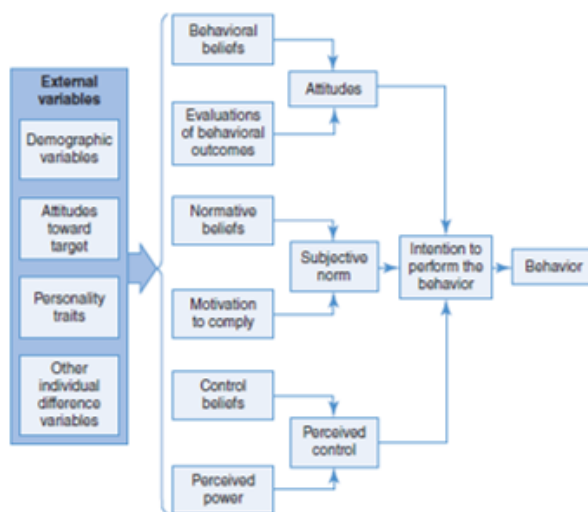 External
variables
Demographic
variables
Attitudes
toward
target
Personality
traits
Other
individual
difference
variables
Behavioral
beliefs
Evaluations
of behavioral
outcomes
Normative
beliefs
Motivation
to comply
Control
beliefs
Perceived
power
Attitudes
Subjective
norm
Perceived
control
Intention to
perform the
behavior
Behavior